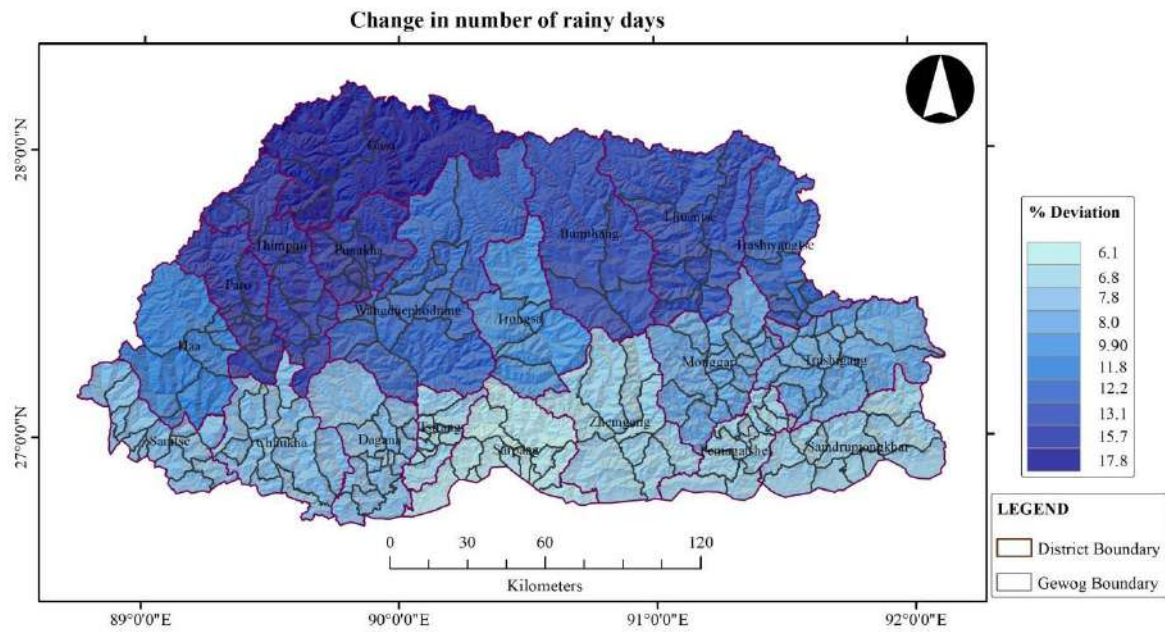 Change in number of rainy days
28°0'0"N
27°0'0"N
Gasa
Thimphu
Punakha
Paro
Haa
Wangduephodrang
Trongsa
Bumthang
Lhuentse
Trashiyangtse
Monggar
Trashigang
Zhemgang
Samtse
Chhukha
Dagana
Tsirang
Sarpang
Pemagatshel
Samdrupjongkhar
0 30 60 120
Kilometers
89°0'0"E 90°0'0"E 91°0'0"E 92°0'0"E
% Deviation
6.1
6.8
7.8
8.0
9.90
11.8
12.2
13.1
15.7
17.8
LEGEND
District Boundary
Gewog Boundary